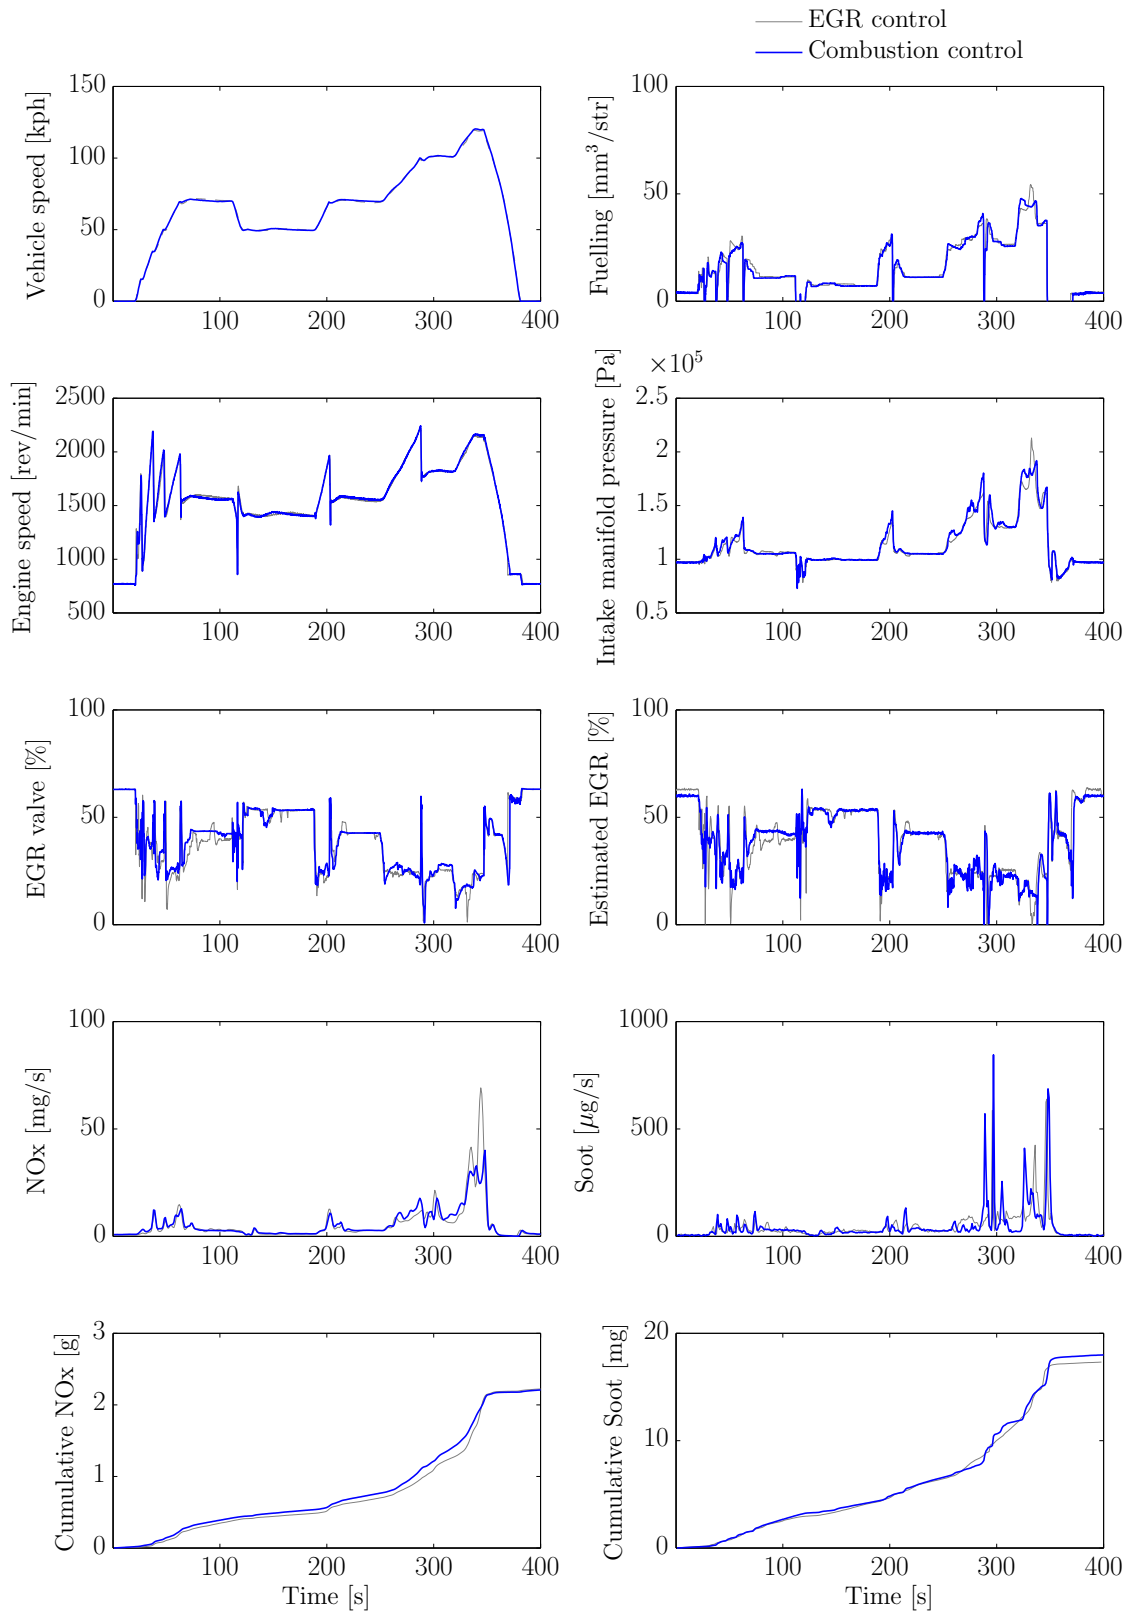 EGR control
Combustion control
150
100
50
0
100 200 300 400
Vehicle speed [kph]
100
50
0
100 200 300 400
Fuelling [mm³/str]
2500
2000
1500
1000
500
100 200 300 400
Engine speed [rev/min]
×10⁵
2.5
2
1.5
1
0.5
100 200 300 400
Intake manifold pressure [Pa]
100
50
0
100 200 300 400
EGR valve [%]
100
50
0
100 200 300 400
Estimated EGR [%]
100
50
0
100 200 300 400
NOx [mg/s]
1000
500
0
100 200 300 400
Soot [µg/s]
3
2
1
0
100 200 300 400
Cumulative NOx [g]
Time [s]
20
10
0
100 200 300 400
Cumulative Soot [mg]
Time [s]